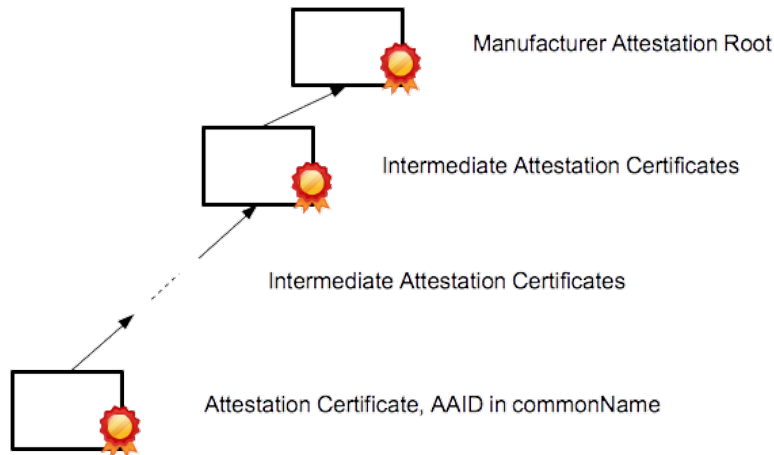 Manufacturer Attestation Root
Intermediate Attestation Certificates
Intermediate Attestation Certificates
Attestation Certificate, AAID in commonName